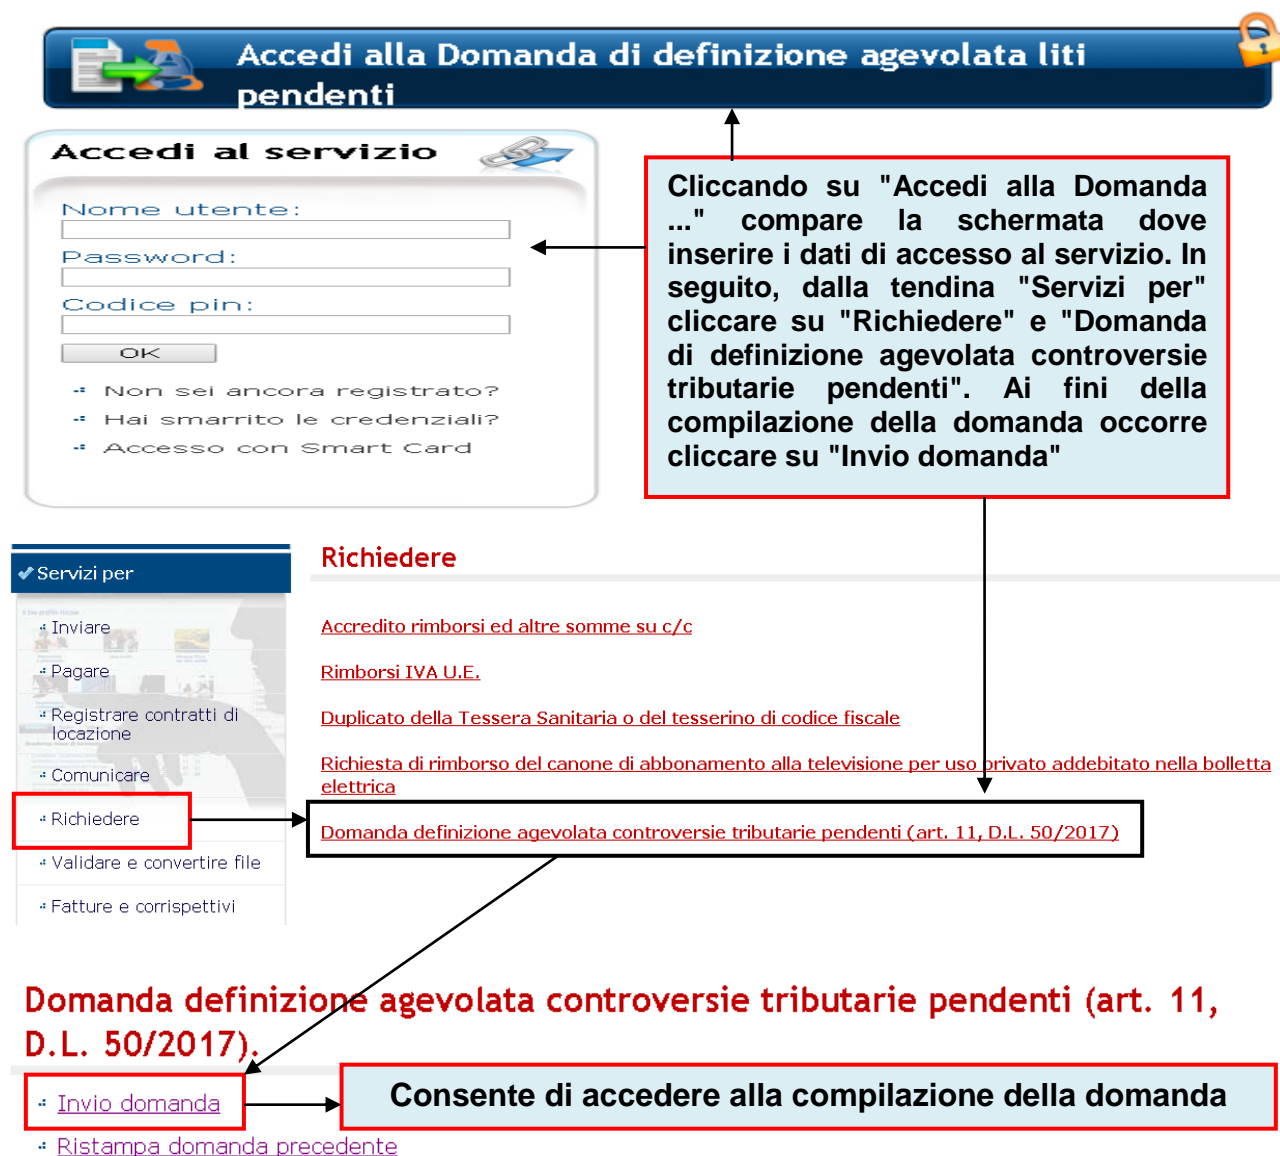 Accedi alla Domanda di definizione agevolata liti
pendenti
Accedi al servizio
Nome utente:
Password:
Codice pin:
OK
Non sei ancora registrato?
Hai smarrito le credenziali?
Accesso con Smart Card
Cliccando su "Accedi alla Domanda
..." compare la schermata dove
inserire i dati di accesso al servizio. In
seguito, dalla tendina "Servizi per"
cliccare su "Richiedere" e "Domanda
di definizione agevolata controversie
tributarie pendenti". Ai fini della
compilazione della domanda occorre
cliccare su "Invio domanda"
Servizi per
Inviare
Pagare
Registrare contratti di
locazione
Comunicare
Richiedere
Validare e convertire file
Fatture e corrispettivi
Richiedere
Accredito rimborsi ed altre somme su c/c
Rimborsi IVA U.E.
Duplicato della Tessera Sanitaria o del tesserino di codice fiscale
Richiesta di rimborso del canone di abbonamento alla televisione per uso privato addebitato nella bolletta
elettrica
Domanda definizione agevolata controversie tributarie pendenti (art. 11, D.L. 50/2017)
Domanda definizione agevolata controversie tributarie pendenti (art. 11,
D.L. 50/2017).
Invio domanda
Consente di accedere alla compilazione della domanda
Ristampa domanda precedente